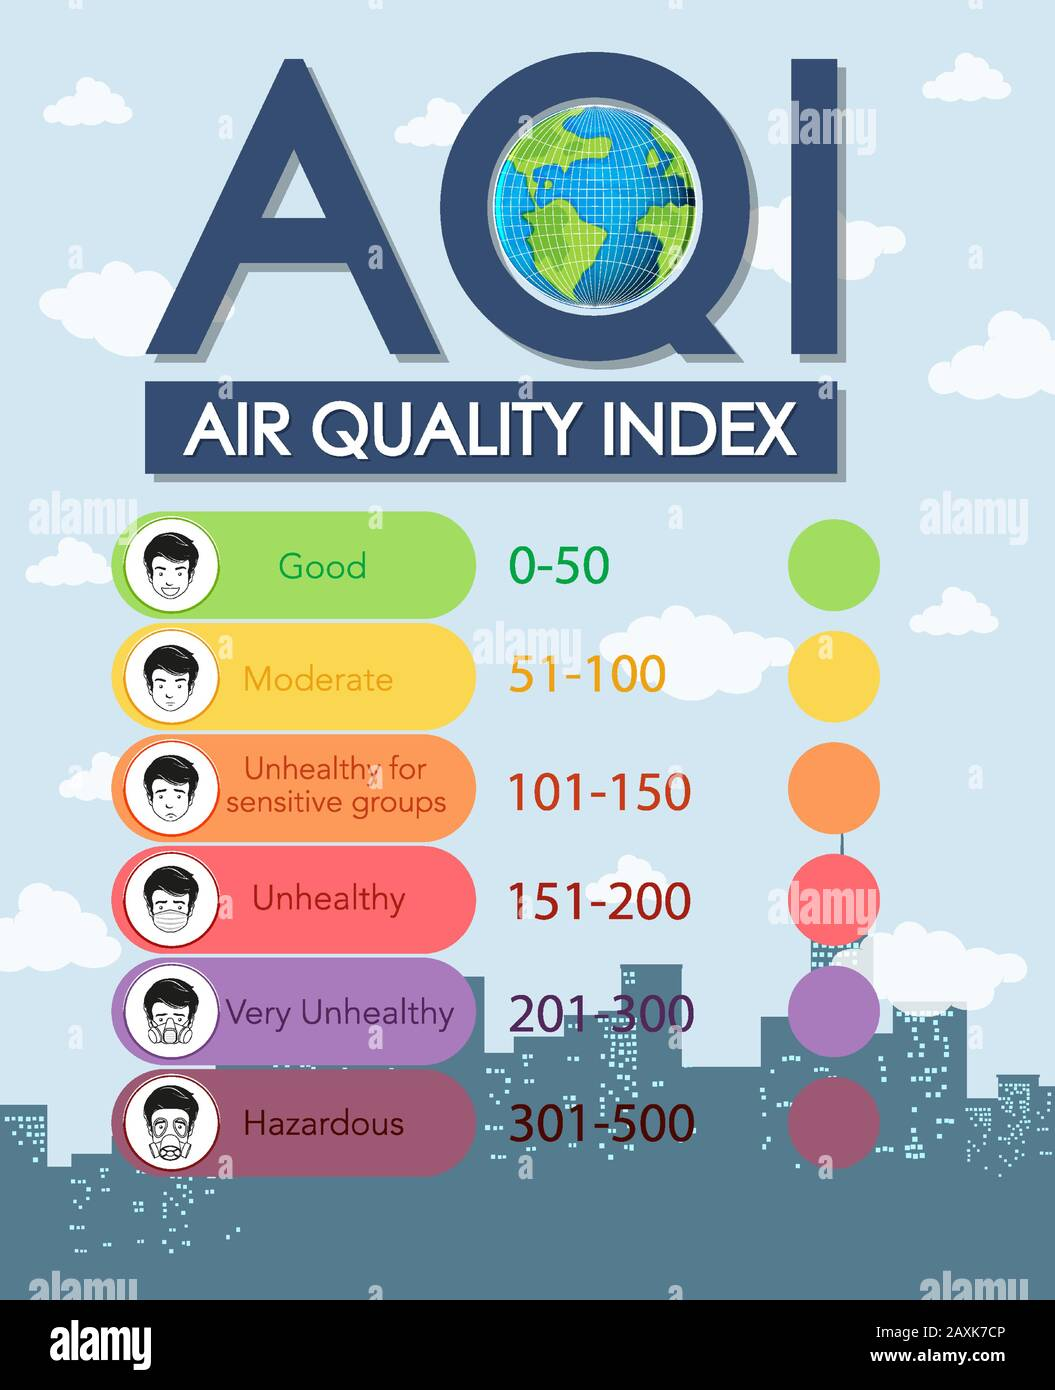 AQI
AIR QUALITY INDEX
Good 0-50
Moderate 51-100
Unhealthy for
sensitive groups 101-150
Unhealthy 151-200
Very Unhealthy 201-300
Hazardous 301-500
alamy
Image ID: 2AXK7CP
www.alamy.com